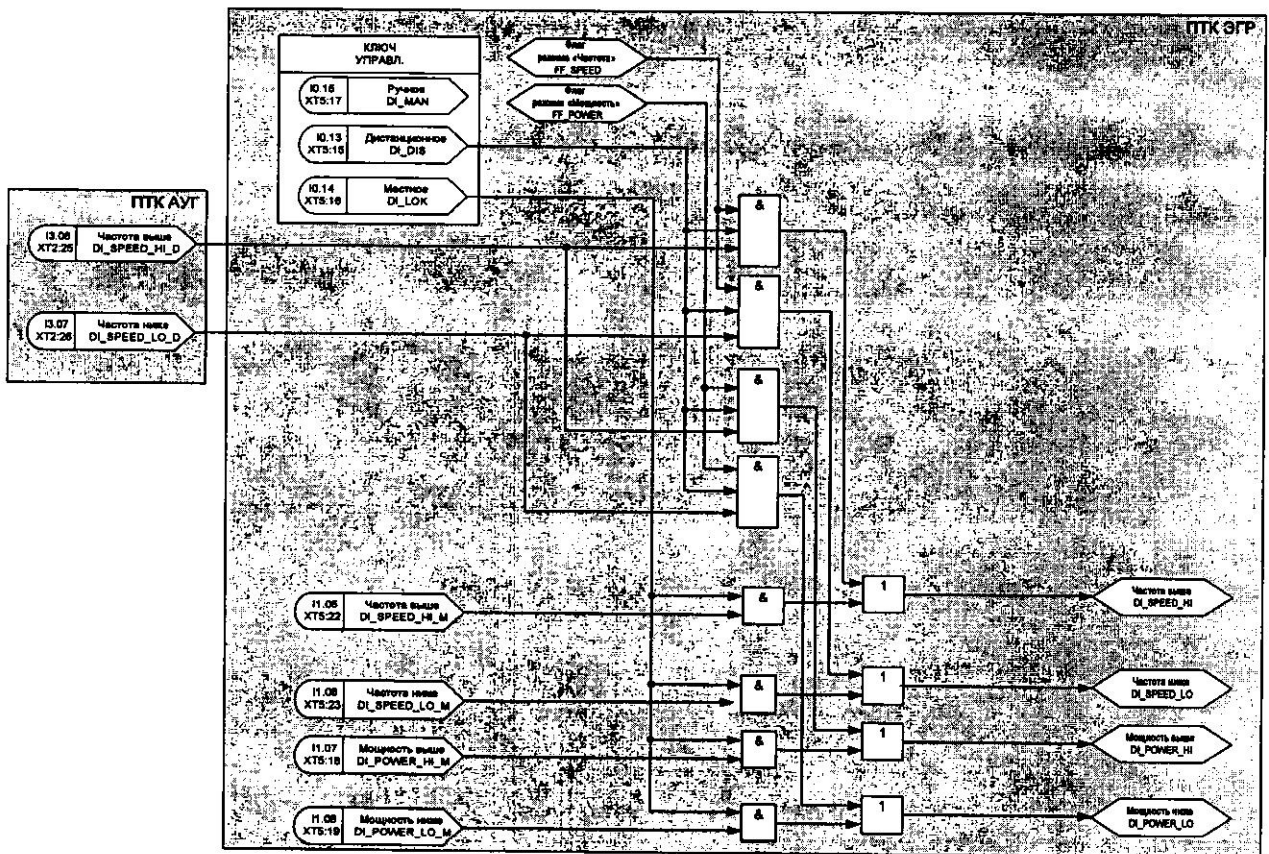 ПТК ЭГР
КЛЮЧ
УПРАВЛ.
I0.15
XT5:17
Ручное
DI_MAN
I0.13
XT5:15
Дистанционное
DI_DIS
I0.14
XT5:16
Местное
DI_LOK
Флаг
режима «Частота»
FF_SPEED
Флаг
режима «Мощность»
FF_POWER
ПТК АУГ
I3.06
XT2:25
Частота выше
DI_SPEED_HI_D
I3.07
XT2:26
Частота ниже
DI_SPEED_LO_D
&
&
&
&
I1.05
XT5:22
Частота выше
DI_SPEED_HI_M
&
1
Частота выше
DI_SPEED_HI
I1.06
XT5:23
Частота ниже
DI_SPEED_LO_M
&
1
Частота ниже
DI_SPEED_LO
I1.07
XT5:18
Мощность выше
DI_POWER_HI_M
&
1
Мощность выше
DI_POWER_HI
I1.08
XT5:19
Мощность ниже
DI_POWER_LO_M
&
1
Мощность ниже
DI_POWER_LO